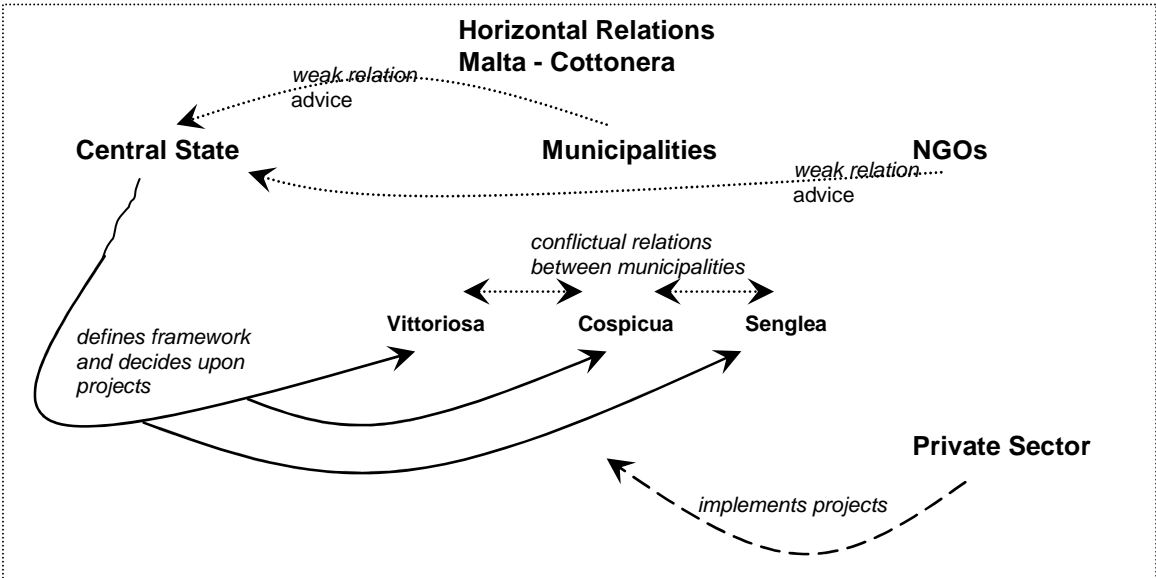 Horizontal Relations
Malta - Cottonera
weak relation
advice
Central State
Municipalities
NGOs
weak relation
advice
conflictual relations
between municipalities
Vittoriosa
Cospicua
Senglea
defines framework
and decides upon
projects
Private Sector
implements projects